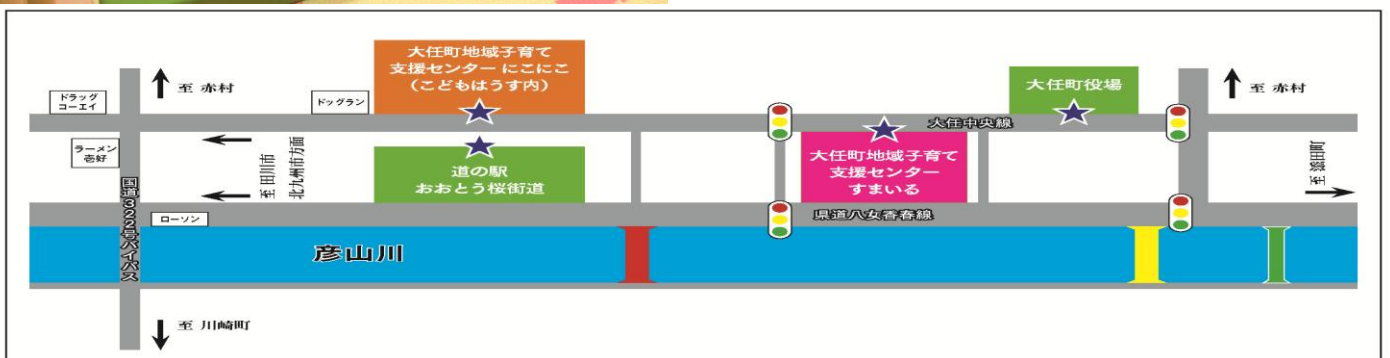 大任町地域子育て
支援センター にこにこ
(こどもはうす内)
至 赤村
ドラッグ
コーエイ
ドッグラン
大任町役場
至 赤村
大任中央線
ラーメン
壱好
至 田川市
北九州市方面
道の駅
おおとう桜街道
大任町地域子育て
支援センター
すまいる
至 添田町
国道322号バイパス
ローソン
県道八女香春線
彦山川
至 川崎町